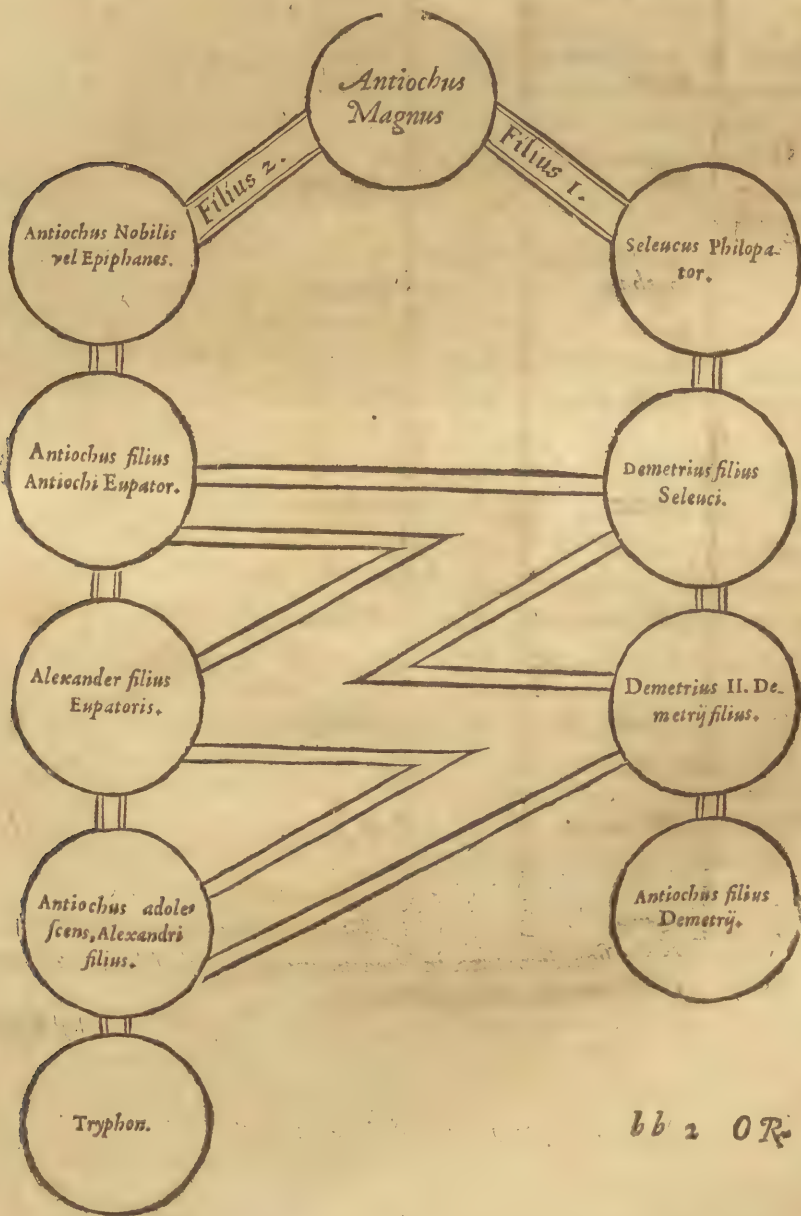 Antiochus
Magnus
Filius 2.
Filius 1.
Antiochus Nobilis
vel Epiphanes.
Seleucus Philopa-
tor.
Antiochus filius
Antiochi Eupator.
Demetrius filius
Seleuci.
Alexander filius
Eupatoris.
Demetrius II. De-
metrij filius.
Antiochus adole-
ſcens, Alexandri
filius.
Antiochus filius
Demetrij.
Tryphon.
bb 2 OR-